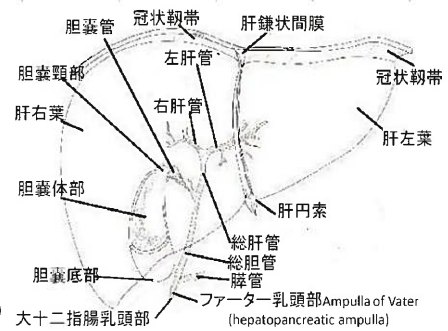 冠状靱帯
胆嚢管
肝鎌状間膜
左肝管
胆嚢頸部
冠状靱帯
右肝管
肝右葉
肝左葉
胆嚢体部
肝円索
総肝管
総胆管
胆嚢底部
膵管
ファーター乳頭部Ampulla of Vater
(hepatopancreatic ampulla)
大十二指腸乳頭部